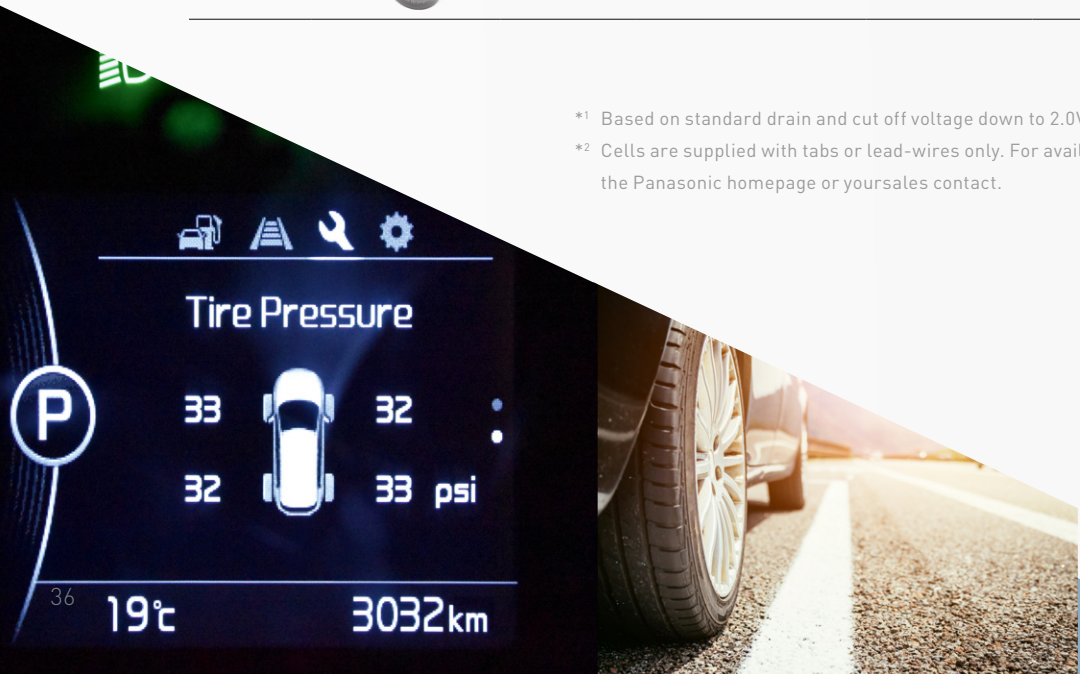 *1 Based on standard drain and cut off voltage down to 2.0V
*2 Cells are supplied with tabs or lead-wires only. For
the Panasonic homepage or yoursales contact.
Tire Pressure
33 32
P
32 33 psi
36
19°C 3032km